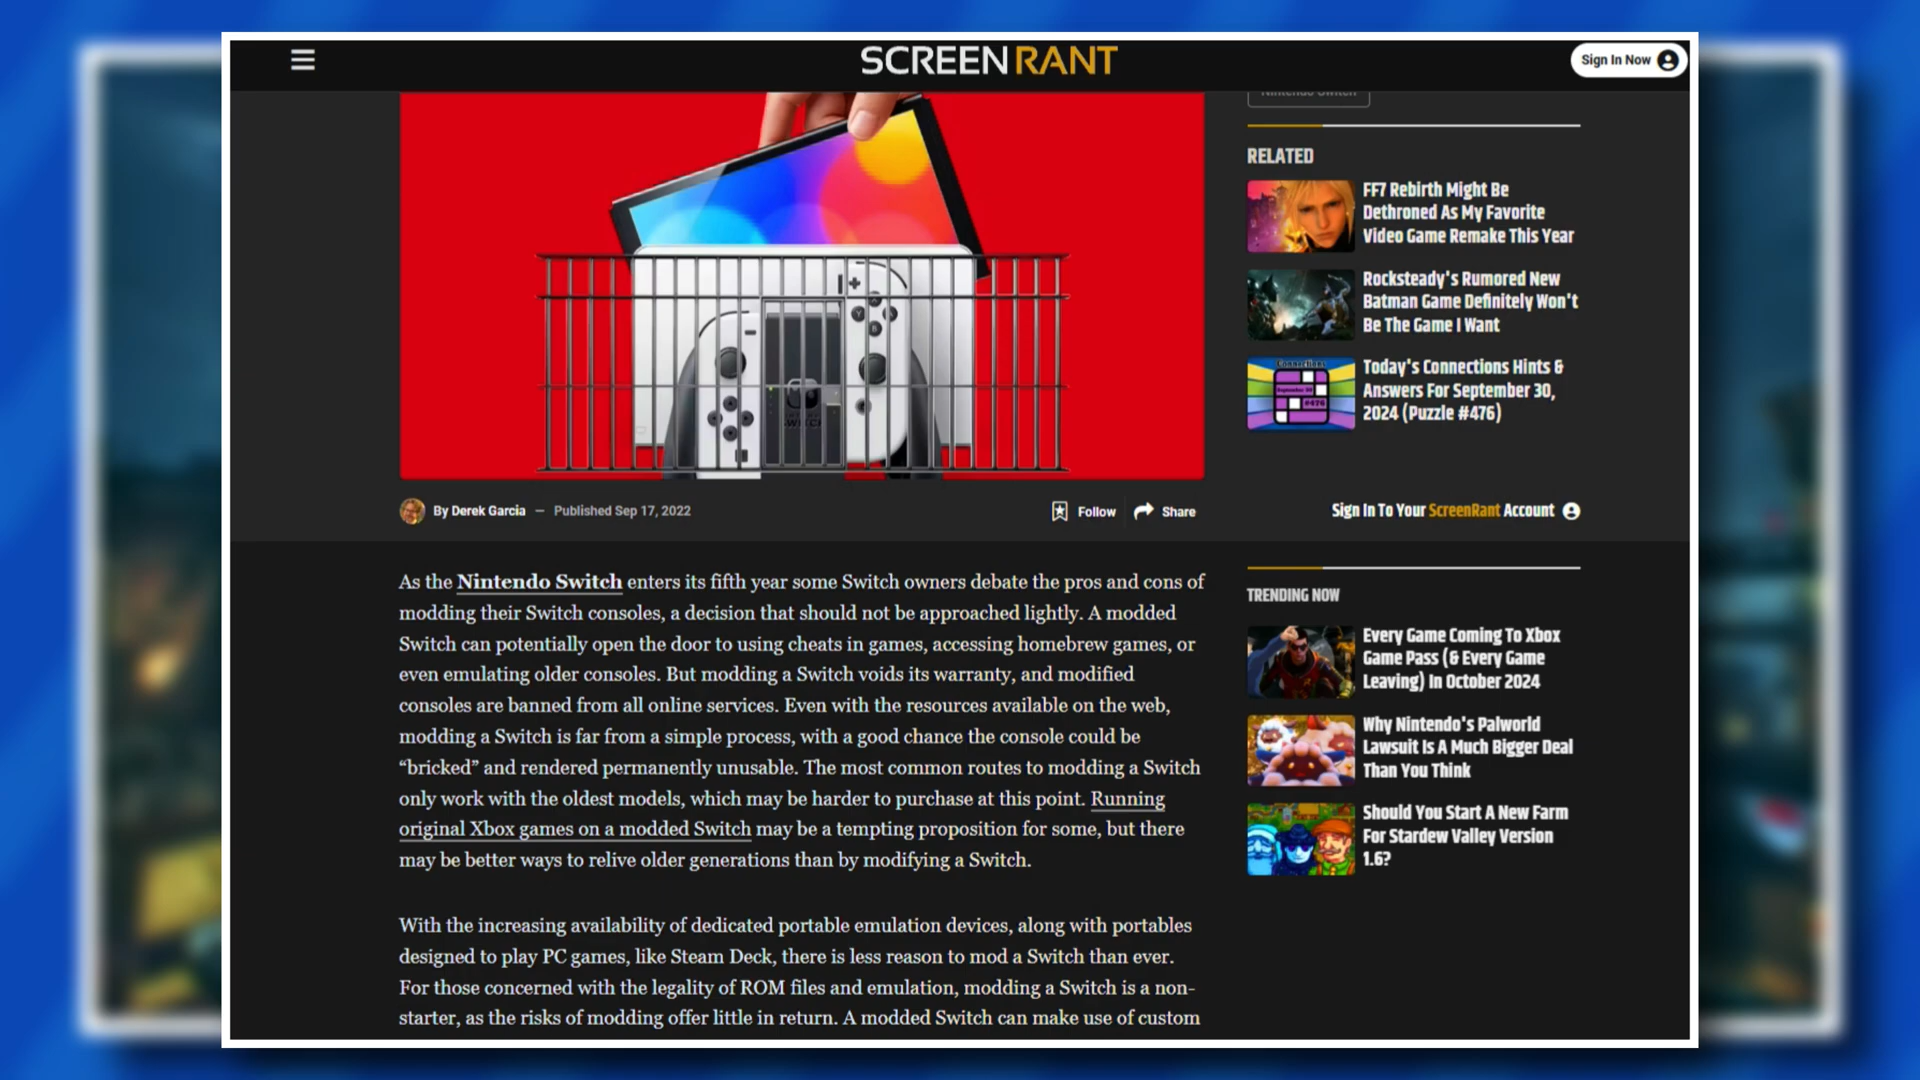 SCREENRANT
Sign In Now
Nintendo Switch
RELATED
FF7 Rebirth Might Be
Dethroned As My Favorite
Video Game Remake This Year
Rocksteady's Rumored New
Batman Game Definitely Won't
Be The Game I Want
Today's Connections Hints &
Answers For September 30,
2024 (Puzzle #476)
By Derek Garcia — Published Sep 17, 2022
Follow
Share
Sign In To Your ScreenRant Account
As the Nintendo Switch enters its fifth year some Switch owners debate the pros and cons of
modding their Switch consoles, a decision that should not be approached lightly. A modded
Switch can potentially open the door to using cheats in games, accessing homebrew games, or
even emulating older consoles. But modding a Switch voids its warranty, and modified
consoles are banned from all online services. Even with the resources available on the web,
modding a Switch is far from a simple process, with a good chance the console could be
“bricked” and rendered permanently unusable. The most common routes to modding a Switch
only work with the oldest models, which may be harder to purchase at this point. Running
original Xbox games on a modded Switch may be a tempting proposition for some, but there
may be better ways to relive older generations than by modifying a Switch.
With the increasing availability of dedicated portable emulation devices, along with portables
designed to play PC games, like Steam Deck, there is less reason to mod a Switch than ever.
For those concerned with the legality of ROM files and emulation, modding a Switch is a non-
starter, as the risks of modding offer little in return. A modded Switch can make use of custom
TRENDING NOW
Every Game Coming To Xbox
Game Pass (& Every Game
Leaving) In October 2024
Why Nintendo's Palworld
Lawsuit Is A Much Bigger Deal
Than You Think
Should You Start A New Farm
For Stardew Valley Version
1.6?